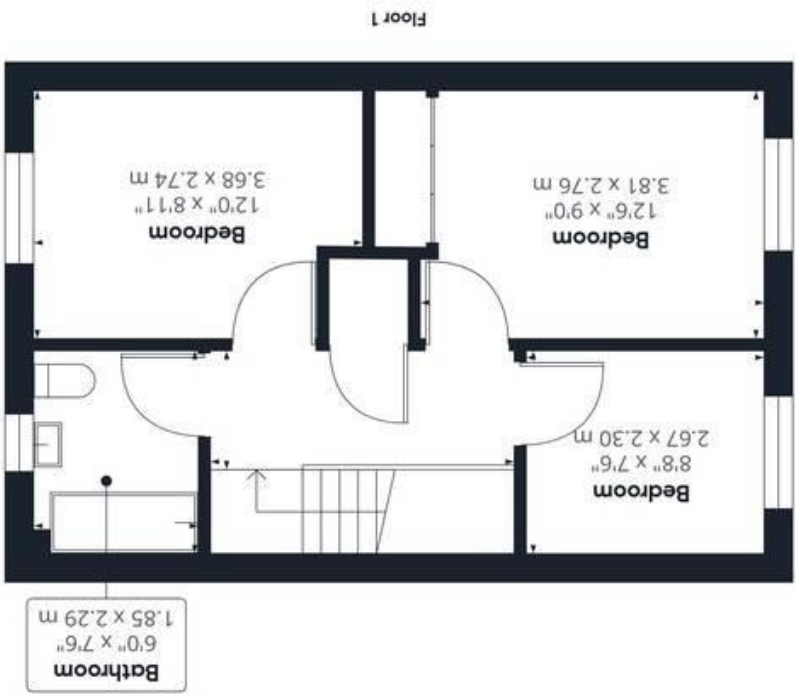 Bathroom
6'0" x 7'6"
1.85 x 2.29 m
Bedroom
8'8" x 7'6"
2.67 x 2.30 m
Bedroom
12'6" x 9'0"
3.81 x 2.76 m
Bedroom
12'0" x 8'11"
3.68 x 2.74 m
Floor 1